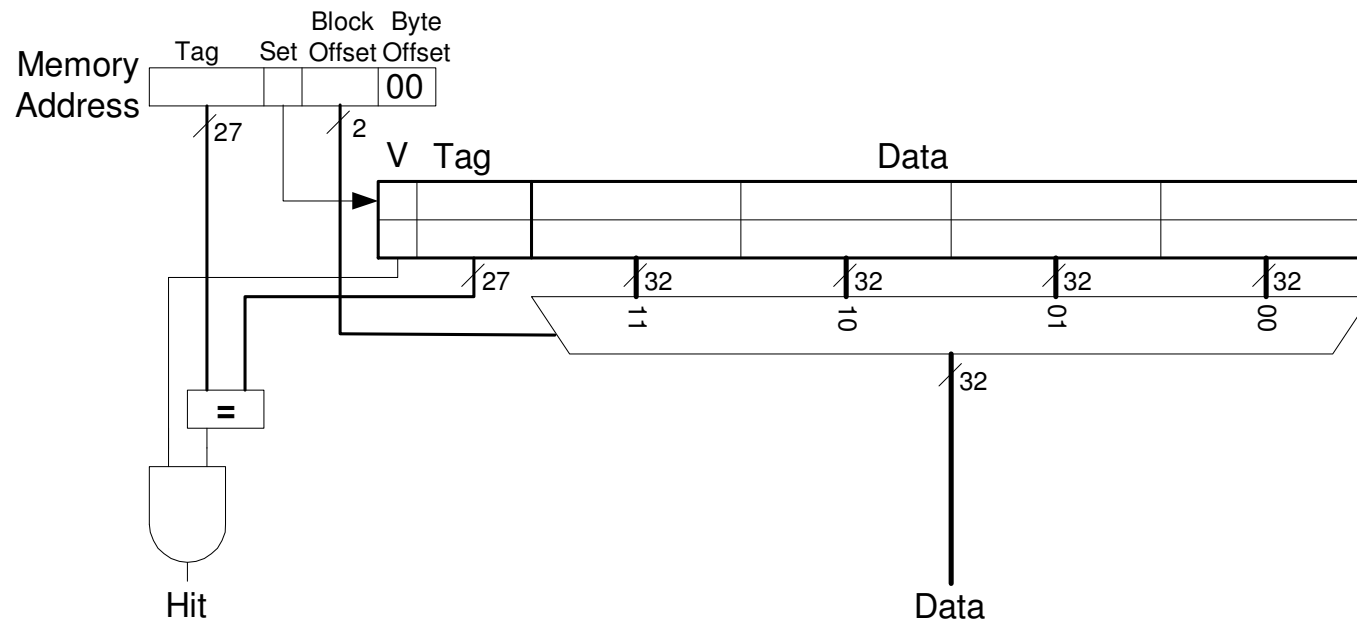 Block Byte
Tag Set Offset Offset
Memory
Address
00
27 2
V Tag Data
27 32 32 32 32
11 10 01 00
32
=
Hit Data